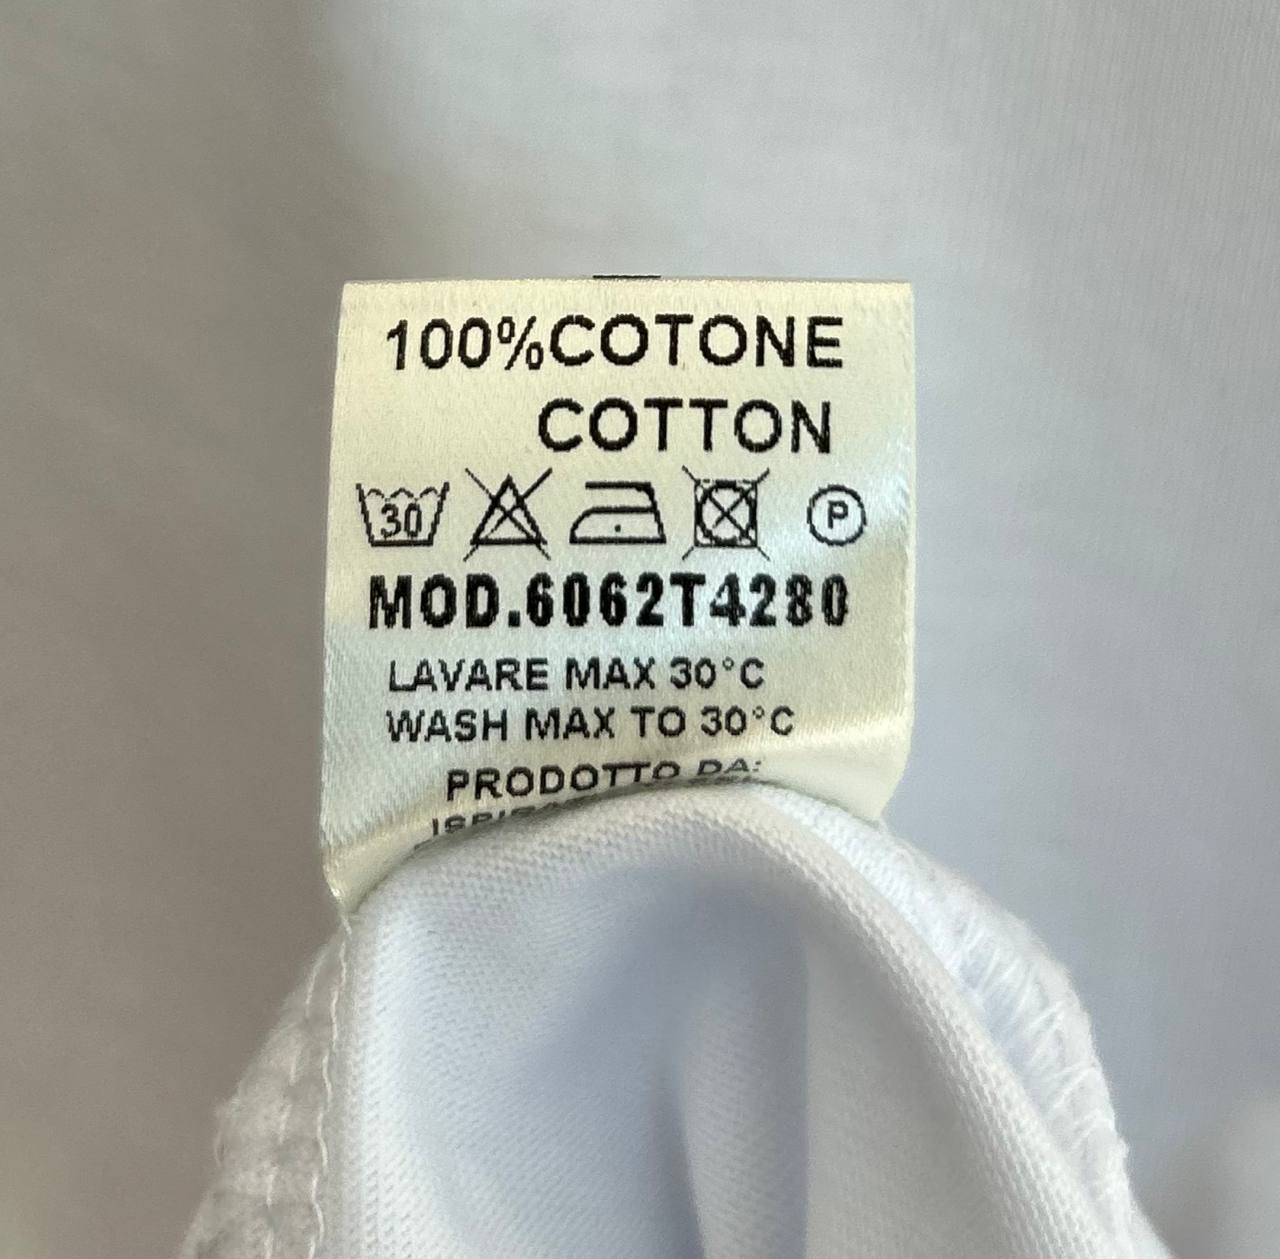 100%COTONE
COTTON
30 P
MOD.6062T4280
LAVARE MAX 30°C
WASH MAX TO 30°C
PRODOTTO DA: